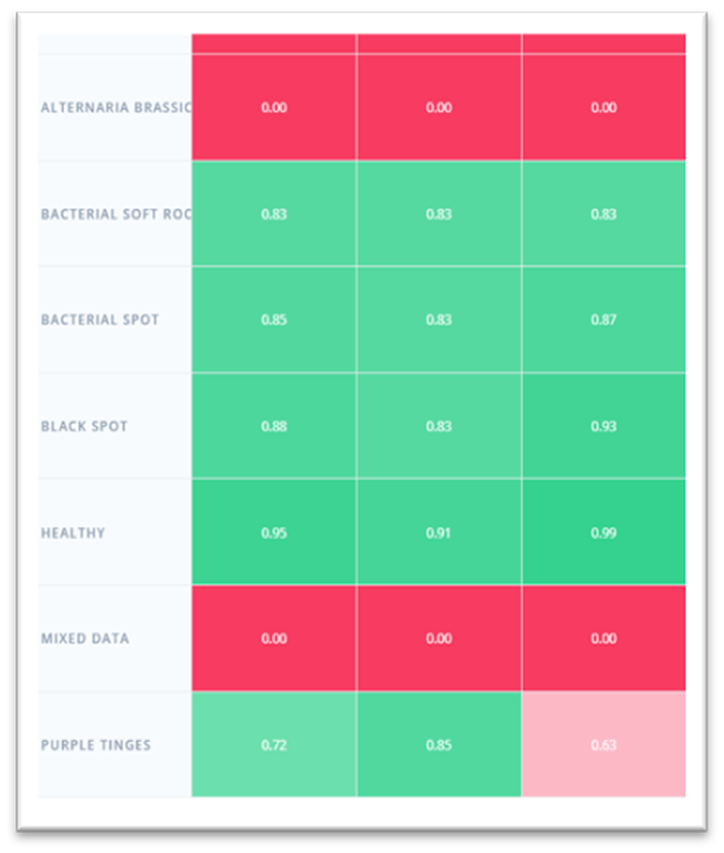 ALTERNARIA BRASSIC 0.00 0.00 0.00
BACTERIAL SOFT ROC 0.83 0.83 0.83
BACTERIAL SPOT 0.85 0.83 0.87
BLACK SPOT 0.88 0.83 0.93
HEALTHY 0.95 0.91 0.99
MIXED DATA 0.00 0.00 0.00
PURPLE TINGES 0.72 0.85 0.63